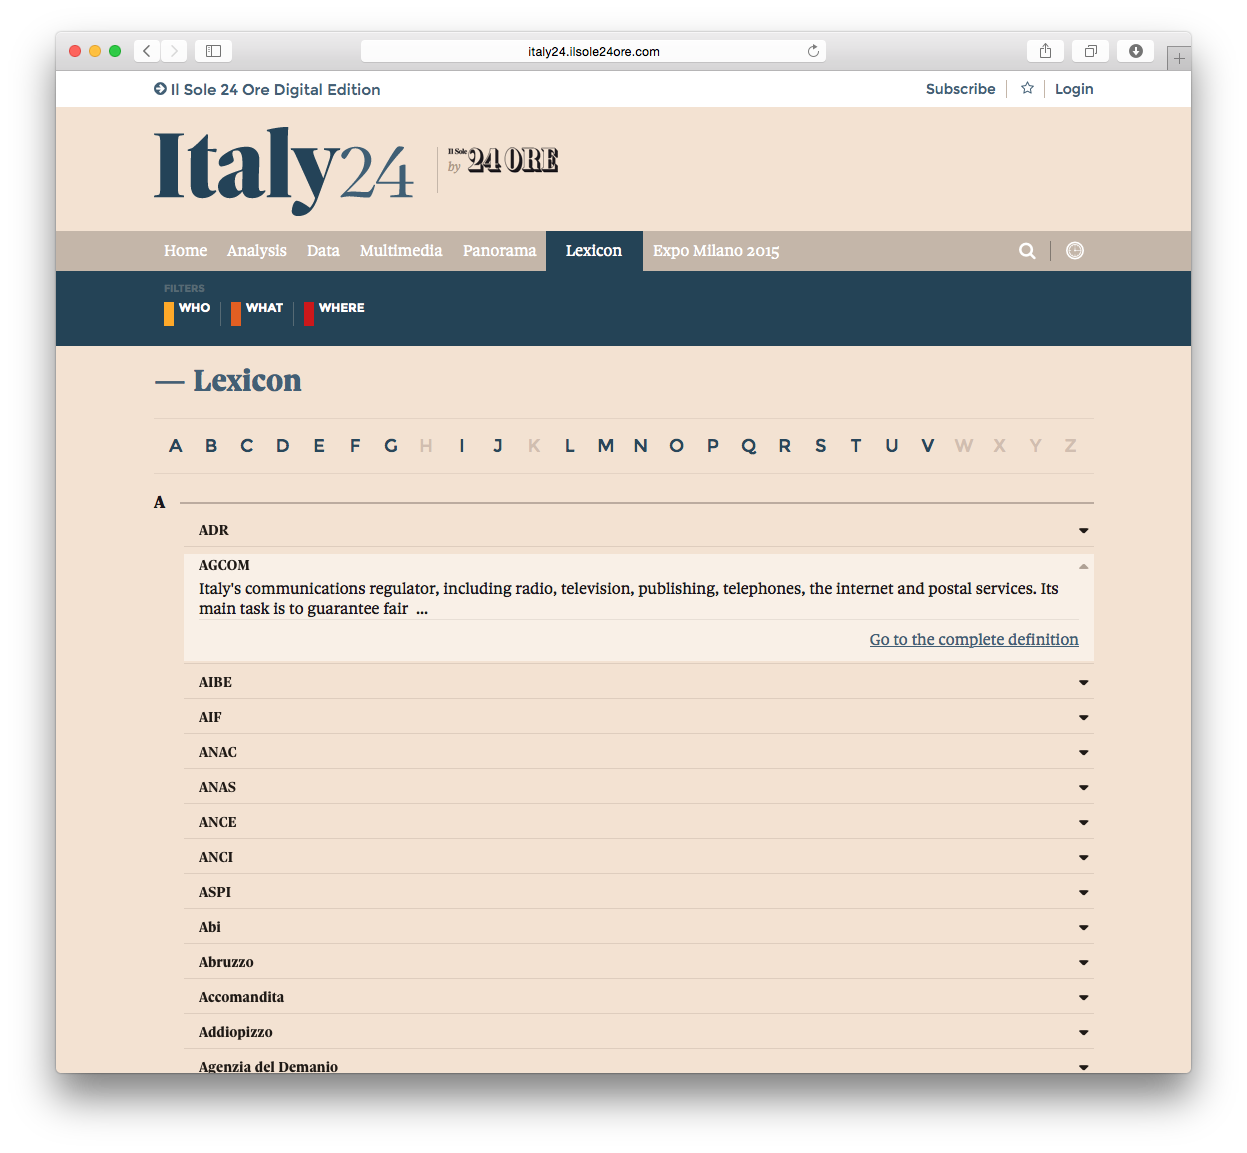 italy24.ilsole24ore.com
Il Sole 24 Ore Digital Edition
Subscribe
Login
Italy24
by
Il Sole
24 ORE
Home Analysis Data Multimedia Panorama Lexicon Expo Milano 2015
FILTERS
WHO WHAT WHERE
— Lexicon
A B C D E F G H I J K L M N O P Q R S T U V W X Y Z
A
ADR
AGCOM
Italy's communications regulator, including radio, television, publishing, telephones, the internet and postal services. Its
main task is to guarantee fair ...
Go to the complete definition
AIBE
AIF
ANAC
ANAS
ANCE
ANCI
ASPI
Abi
Abruzzo
Accomandita
Addiopizzo
Agenzia del Demanio